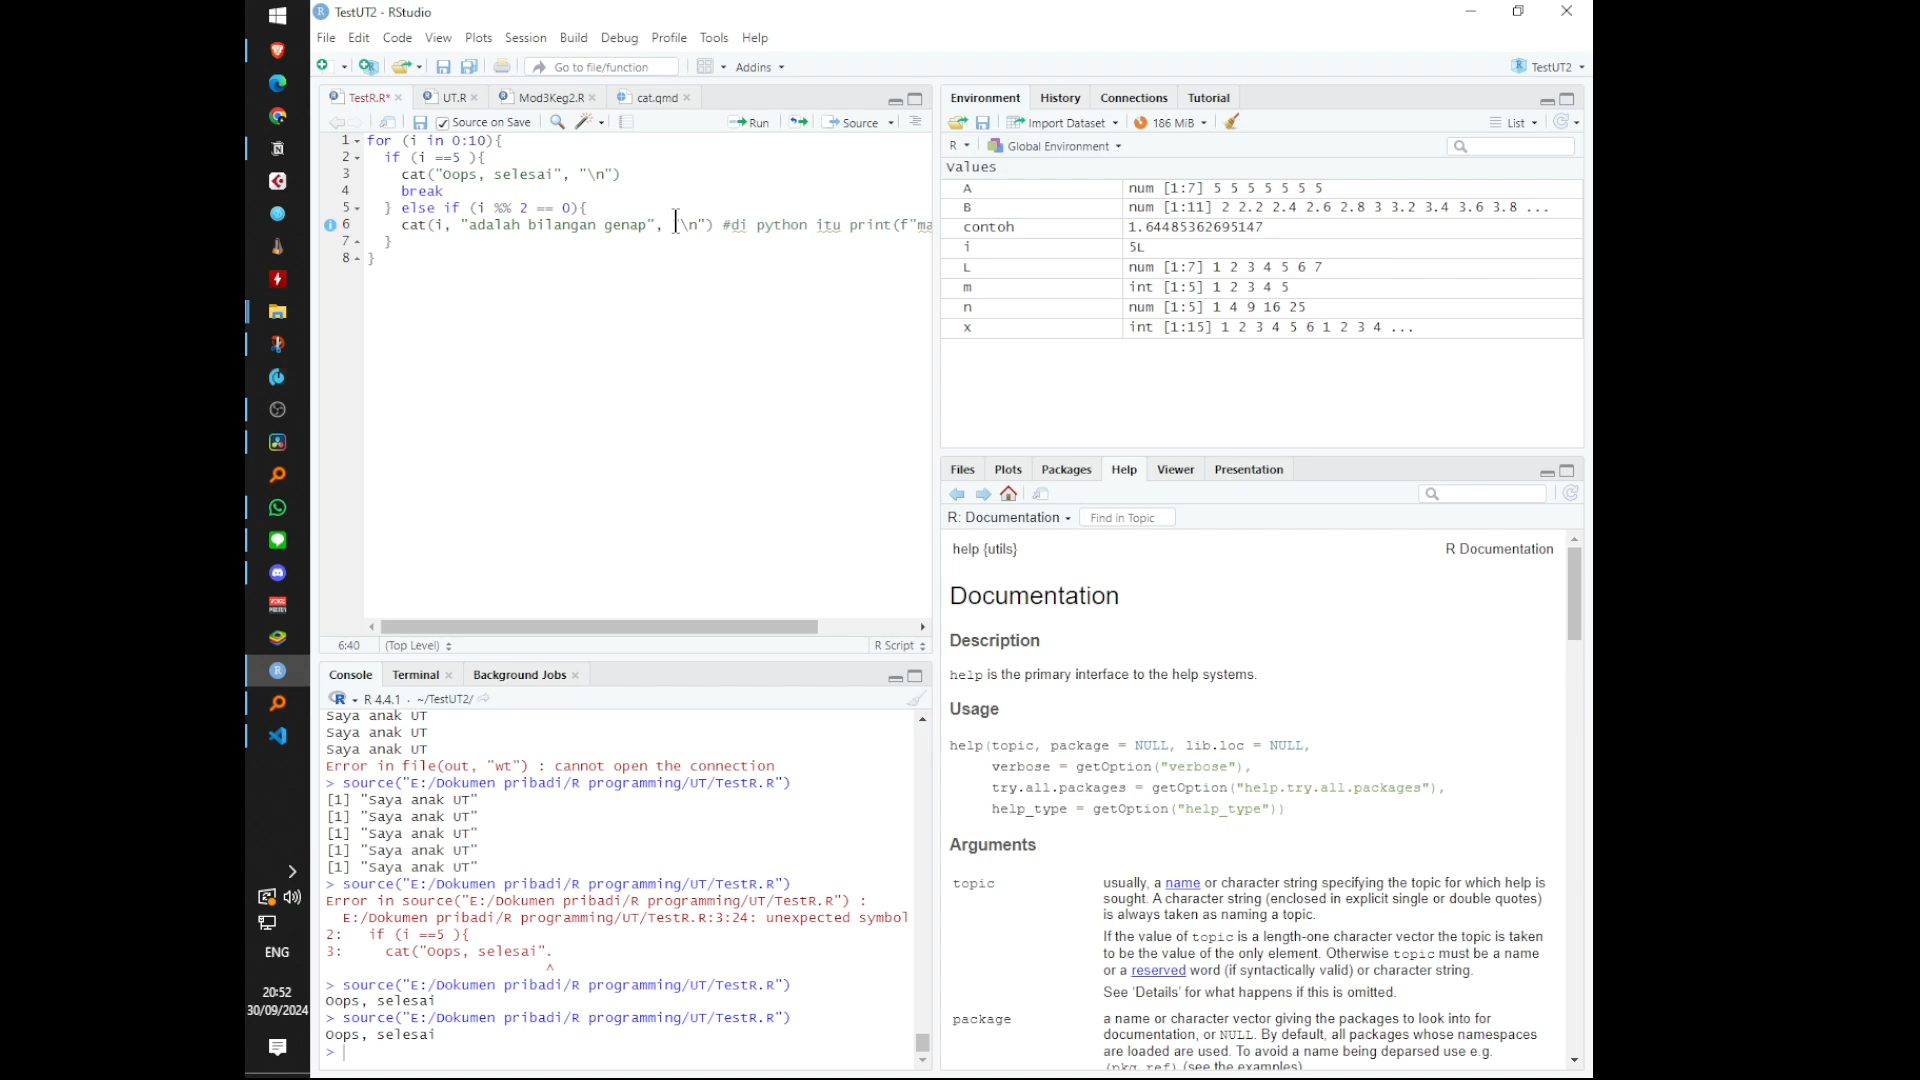 TestUT2 - RStudio
File Edit Code View Plots Session Build Debug Profile Tools Help
Go to file/function Addins TestUT2
TestR.R* UT.R Mod3Keg2.R cat.qmd
Source on Save Run Source
1 for (i in 0:10){
2 if (i ==5 ){
3 cat("Oops, selesai", "\n")
4 break
5 } else if (i %% 2 == 0){
6 cat(i, "adalah bilangan genap", "\n") #di python itu print(f"ma
7 }
8 }
6:40 (Top Level) R Script
Console Terminal Background Jobs
R 4.4.1 · ~/TestUT2/
Saya anak UT
Saya anak UT
Saya anak UT
Error in file(out, "wt") : cannot open the connection
> source("E:/Dokumen pribadi/R programming/UT/TestR.R")
[1] "Saya anak UT"
[1] "Saya anak UT"
[1] "Saya anak UT"
[1] "Saya anak UT"
[1] "Saya anak UT"
> source("E:/Dokumen pribadi/R programming/UT/TestR.R")
Error in source("E:/Dokumen pribadi/R programming/UT/TestR.R") :
E:/Dokumen pribadi/R programming/UT/TestR.R:3:24: unexpected symbol
2: if (i ==5 ){
3: cat("Oops, selesai".
^
> source("E:/Dokumen pribadi/R programming/UT/TestR.R")
Oops, selesai
> source("E:/Dokumen pribadi/R programming/UT/TestR.R")
Oops, selesai
>
Environment History Connections Tutorial
Import Dataset 186 MiB List
R Global Environment
Values
A num [1:7] 5 5 5 5 5 5 5
B num [1:11] 2 2.2 2.4 2.6 2.8 3 3.2 3.4 3.6 3.8 ...
contoh 1.64485362695147
i 5L
L num [1:7] 1 2 3 4 5 6 7
m int [1:5] 1 2 3 4 5
n num [1:5] 1 4 9 16 25
x int [1:15] 1 2 3 4 5 6 1 2 3 4 ...
Files Plots Packages Help Viewer Presentation
R: Documentation Find in Topic
help {utils} R Documentation
Documentation
Description
help is the primary interface to the help systems.
Usage
help(topic, package = NULL, lib.loc = NULL,
verbose = getOption("verbose"),
try.all.packages = getOption("help.try.all.packages"),
help_type = getOption("help_type"))
Arguments
topic usually, a name or character string specifying the topic for which help is
sought. A character string (enclosed in explicit single or double quotes)
is always taken as naming a topic.
If the value of topic is a length-one character vector the topic is taken
to be the value of the only element. Otherwise topic must be a name
or a reserved word (if syntactically valid) or character string.
See ‘Details’ for what happens if this is omitted.
package a name or character vector giving the packages to look into for
documentation, or NULL. By default, all packages whose namespaces
are loaded are used. To avoid a name being deparsed use e.g.
(pkg_ref) (see the examples)
ENG
20:52
30/09/2024